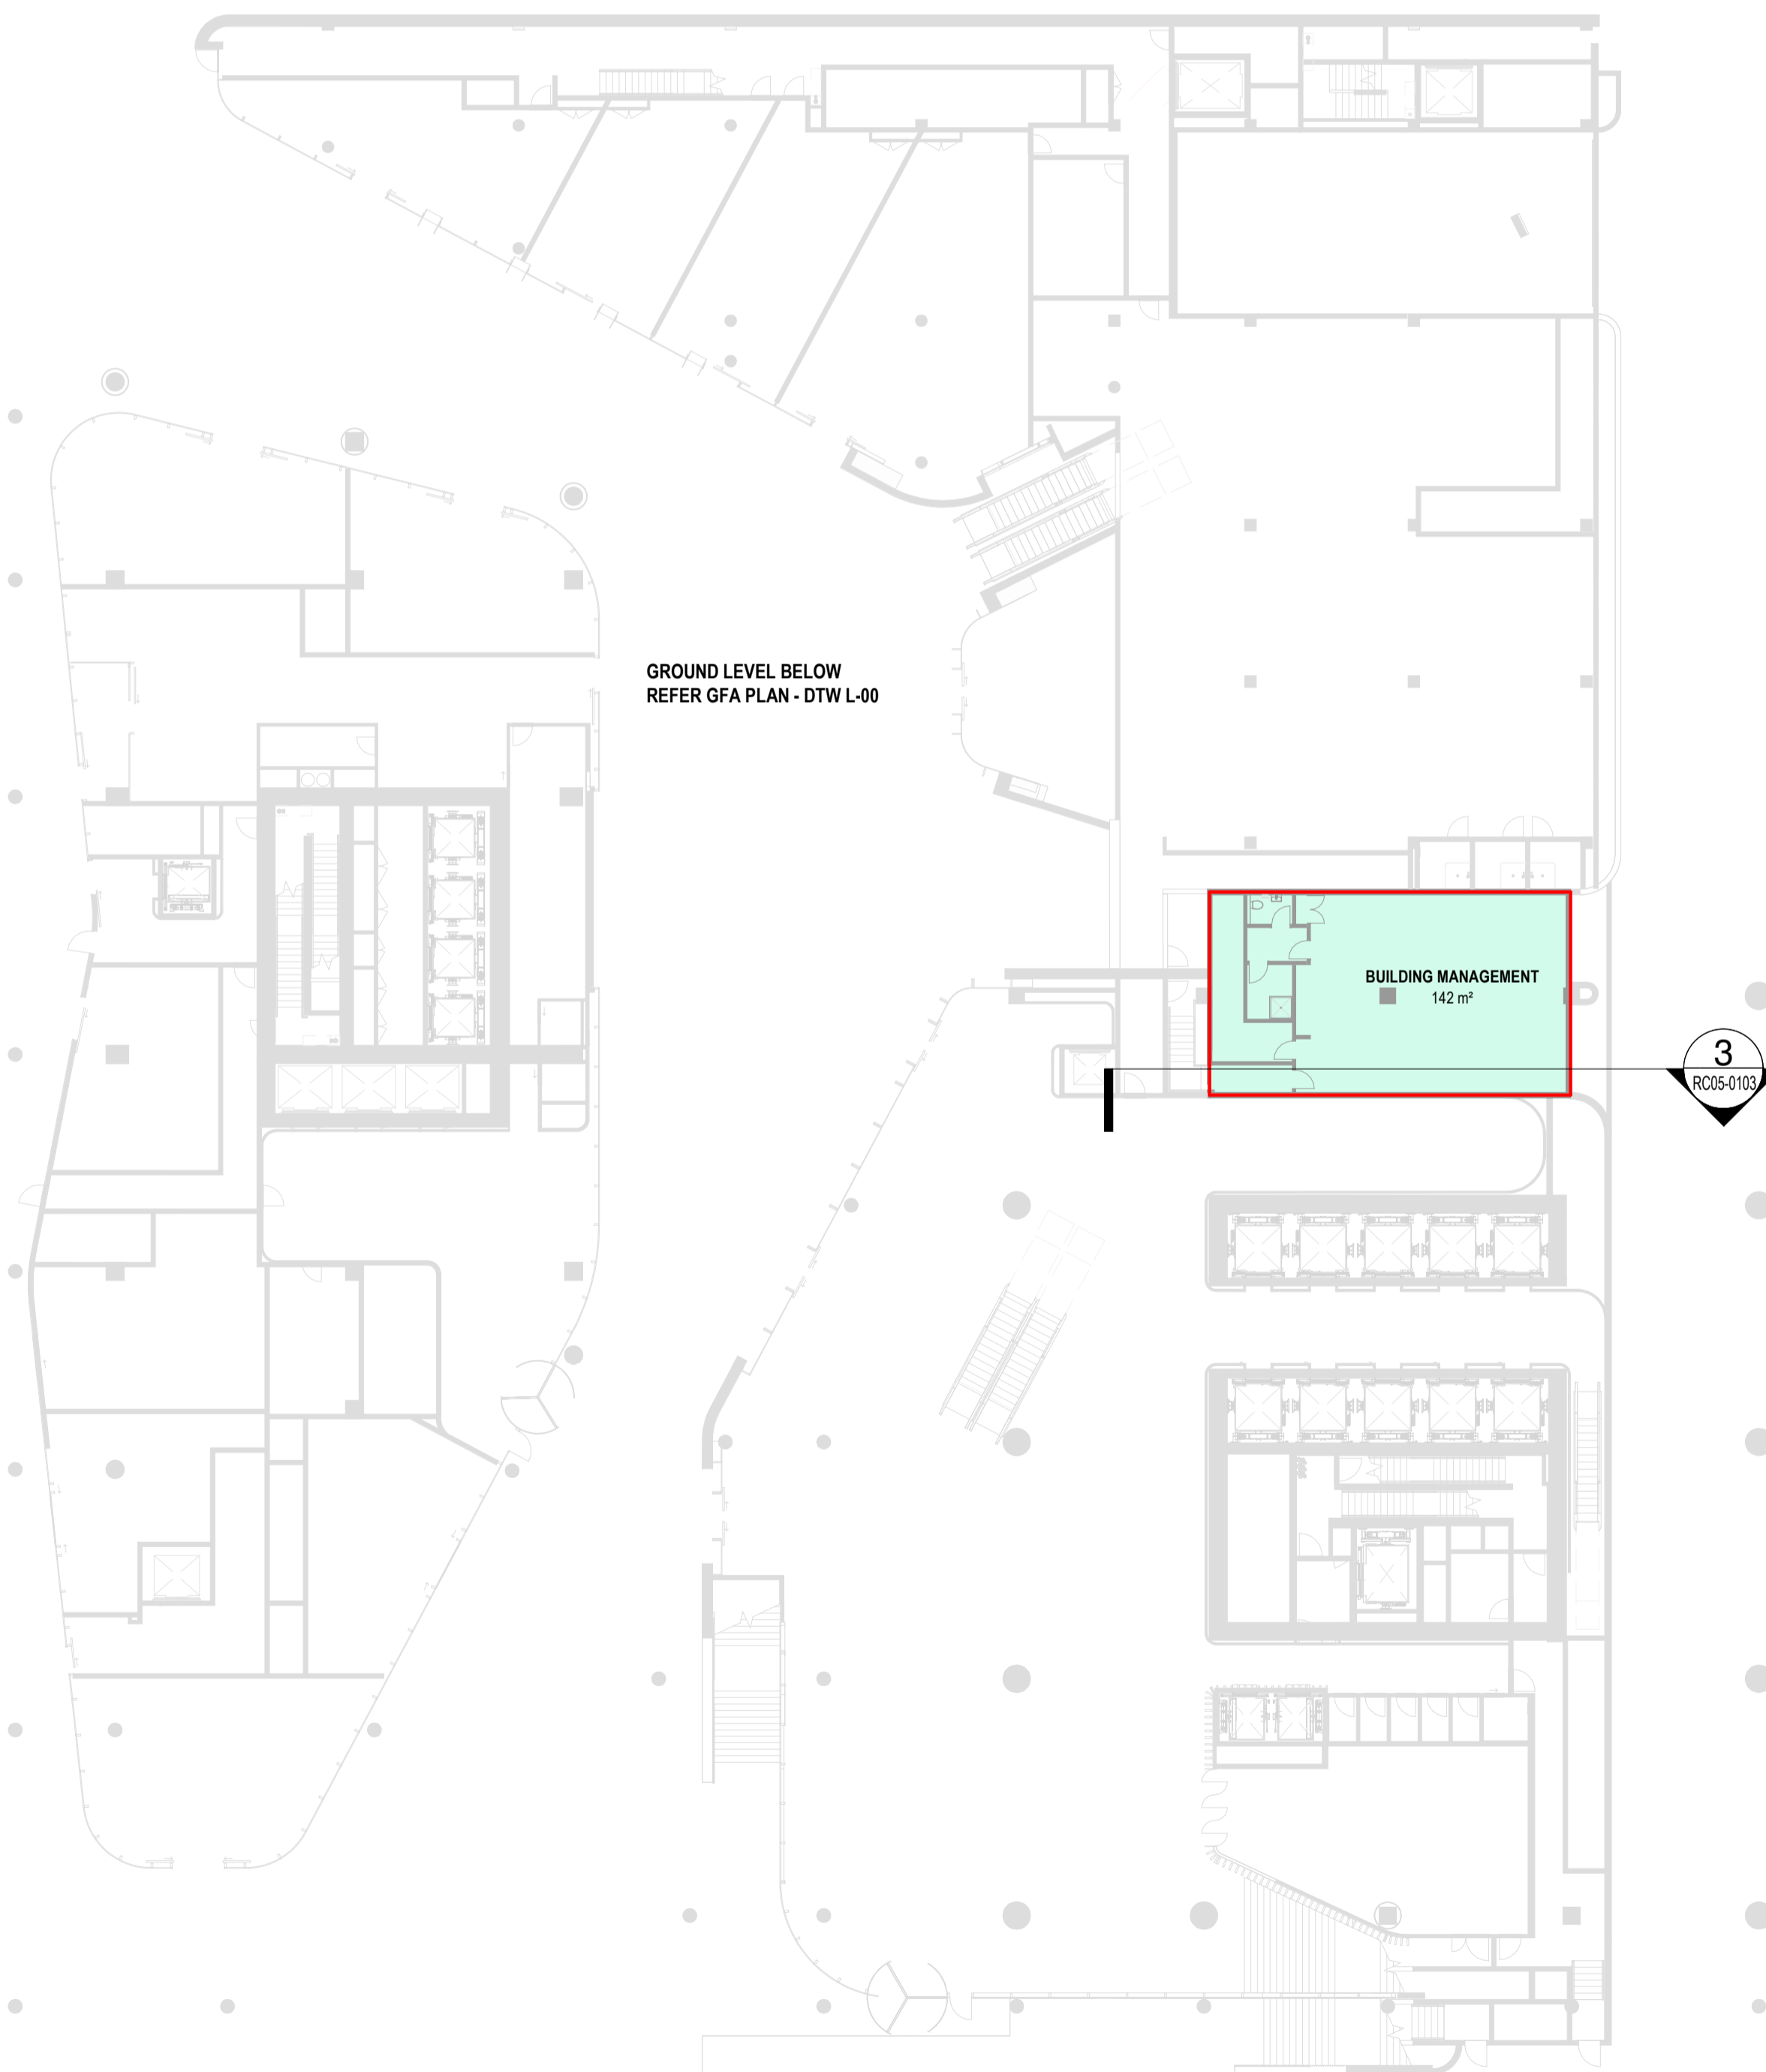 GROUND LEVEL BELOW
REFER GFA PLAN - DTW L-00
BUILDING MANAGEMENT
142 m²
3
RC05-0103